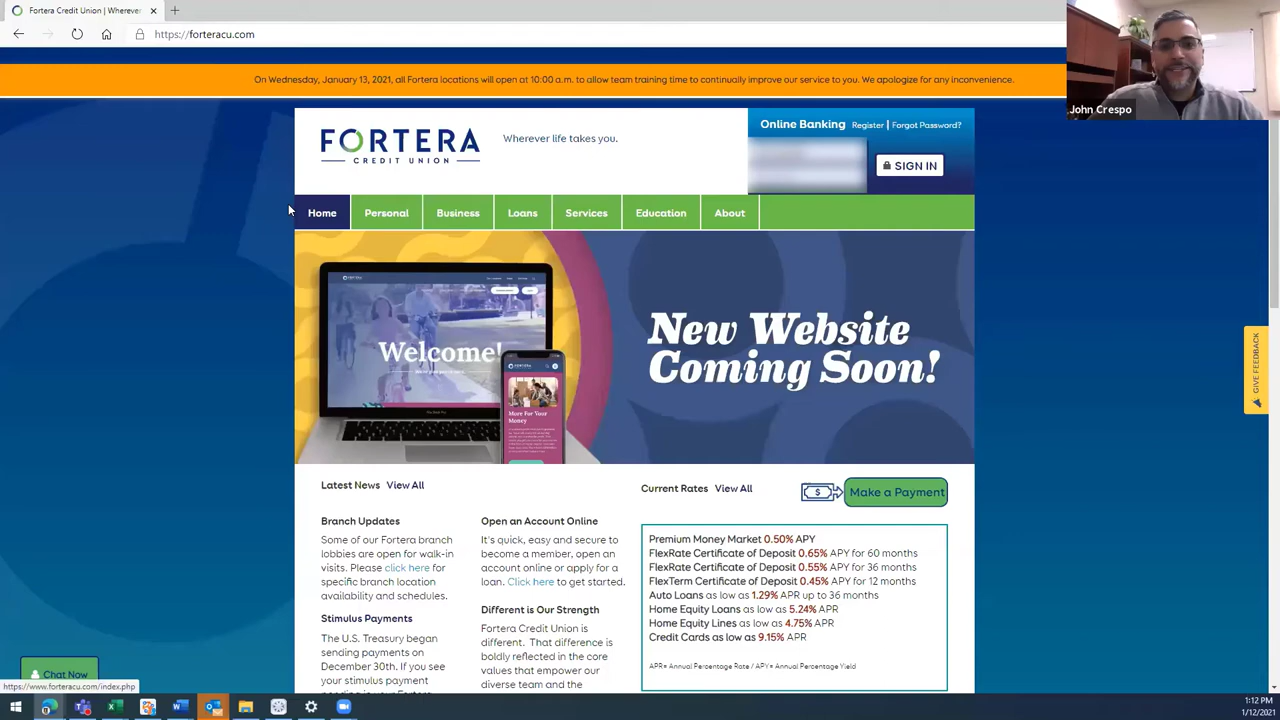 Fortera Credit Union | Wherever
https://forteracu.com
John Crespo
On Wednesday, January 13, 2021, all Fortera locations will open at 10:00 a.m. to allow team training time to continually improve our service to you. We apologize for any inconvenience.
FORTERA
CREDIT UNION
Wherever life takes you.
Online Banking Register | Forgot Password?
SIGN IN
Home Personal Business Loans Services Education About
Welcome!
More For Your
Money
New Website
Coming Soon!
GIVE FEEDBACK
Latest News View All
Branch Updates
Some of our Fortera branch
lobbies are open for walk-in
visits. Please click here for
specific branch location
availability and schedules.
Stimulus Payments
The U.S. Treasury began
sending payments on
December 30th. If you see
your stimulus payment
Open an Account Online
It's quick, easy and secure to
become a member, open an
account online or apply for a
loan. Click here to get started.
Different is Our Strength
Fortera Credit Union is
different. That difference is
boldly reflected in the core
values that empower our
diverse team and the
Current Rates View All
$
Make a Payment
Premium Money Market 0.50% APY
FlexRate Certificate of Deposit 0.65% APY for 60 months
FlexRate Certificate of Deposit 0.55% APY for 36 months
FlexTerm Certificate of Deposit 0.45% APY for 12 months
Auto Loans as low as 1.29% APR up to 36 months
Home Equity Loans as low as 5.24% APR
Home Equity Lines as low as 4.75% APR
Credit Cards as low as 9.15% APR
APR= Annual Percentage Rate / APY= Annual Percentage Yield
Chat Now
https://www.forteracu.com/index.php
1:12 PM
1/12/2021